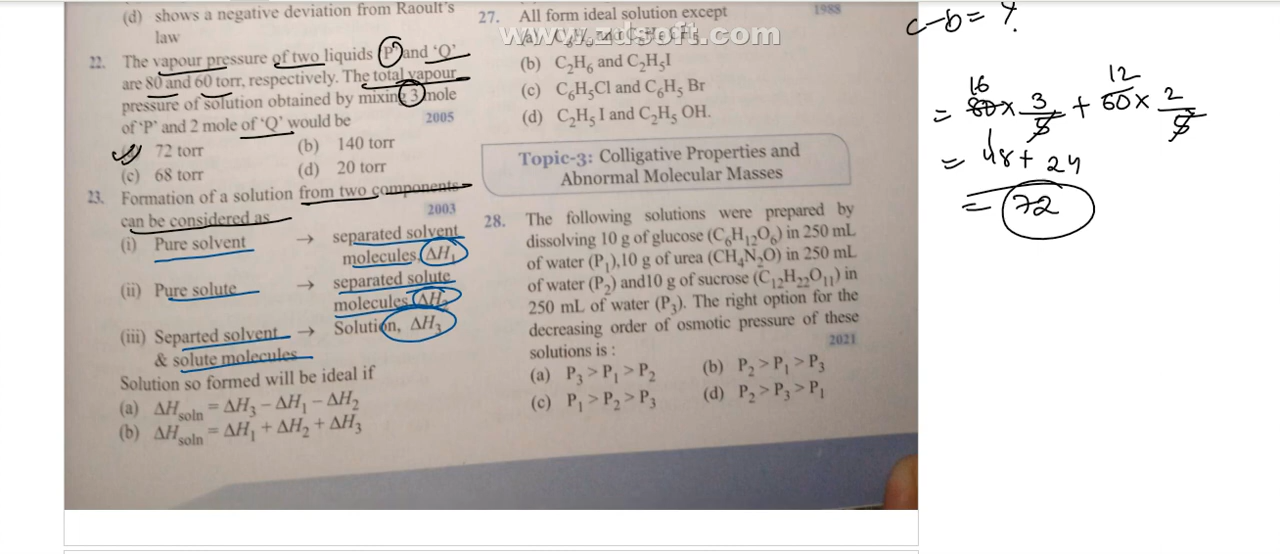 (d) shows a negative deviation from Raoult's
law
22. The vapour pressure of two liquids 'P' and 'Q'
are 80 and 60 torr, respectively. The total vapour
pressure of solution obtained by mixing 3 mole
of 'P' and 2 mole of 'Q' would be 2005
72 torr (b) 140 torr
(c) 68 torr (d) 20 torr
23. Formation of a solution from two components
can be considered as 2003
(i) Pure solvent → separated solvent
molecules, ΔH₁
(ii) Pure solute → separated solute
molecules, ΔH₂
(iii) Separted solvent → Solution, ΔH₃
& solute molecules
Solution so formed will be ideal if
(a) ΔHsoln = ΔH₃ – ΔH₁ – ΔH₂
(b) ΔHsoln = ΔH₁ + ΔH₂ + ΔH₃
27. All form ideal solution except 1988
www.zdsoft.com
(a) C₆H₆ and C₆H₅CH₃
(b) C₂H₆ and C₂H₅I
(c) C₆H₅Cl and C₆H₅ Br
(d) C₂H₅ I and C₂H₅ OH.
Topic-3: Colligative Properties and
Abnormal Molecular Masses
28. The following solutions were prepared by
dissolving 10 g of glucose (C₆H₁₂O₆) in 250 mL
of water (P₁),10 g of urea (CH₄N₂O) in 250 mL
of water (P₂) and10 g of sucrose (C₁₂H₂₂O₁₁) in
250 mL of water (P₃). The right option for the
decreasing order of osmotic pressure of these
solutions is : 2021
(a) P₃ > P₁ > P₂ (b) P₂ > P₁ > P₃
(c) P₁ > P₂ > P₃ (d) P₂ > P₃ > P₁
c-b= ?
16 12
= 80 × 3/5 + 60 × 2/5
= 48 + 24
= 72